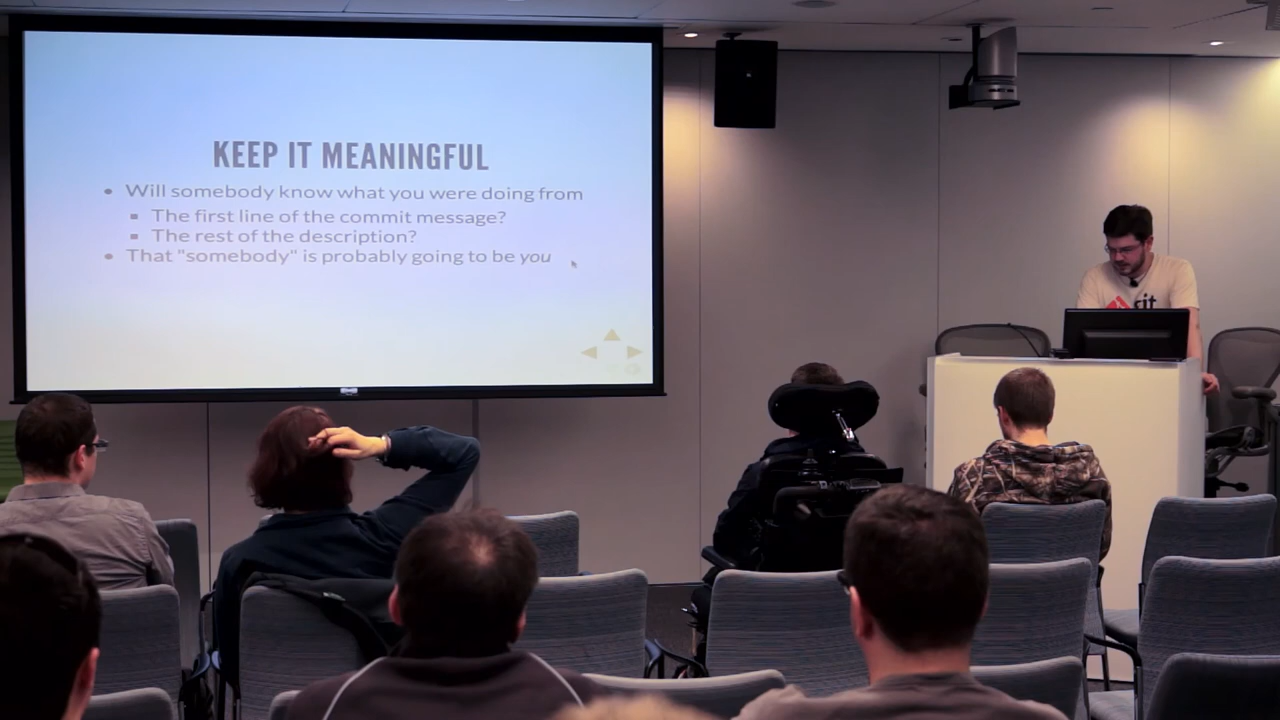 KEEP IT MEANINGFUL
Will somebody know what you were doing from
The first line of the commit message?
The rest of the description?
That "somebody" is probably going to be you
git